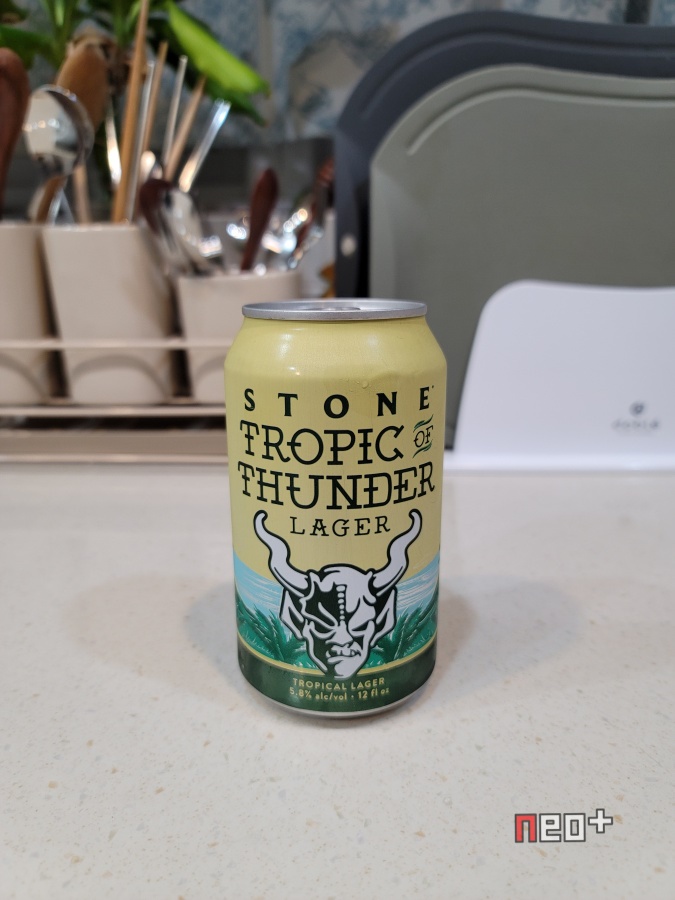 STONE
TROPIC OF
THUNDER
LAGER
TROPICAL LAGER
5.8% alc/vol • 12 fl oz
neo+